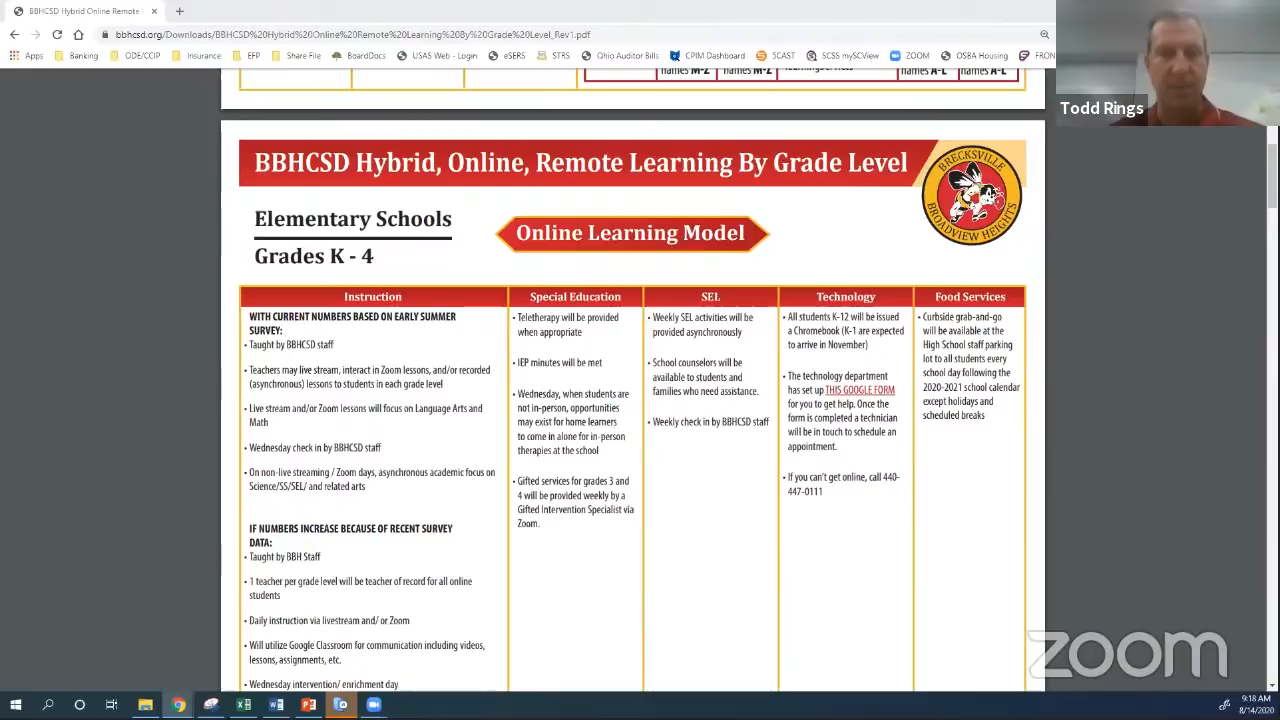 BBHCSD Hybrid Online Remote
bbhcsd.org/Downloads/BBHCSD%20Hybrid%20Online%20Remote%20Learning%20By%20Grade%20Level_Rev1.pdf
Apps Banking ODE/CCIP Insurance EFP Share File BoardDocs USAS Web - Login eSERS STRS Ohio Auditor Bills CPIM Dashboard 5CAST SCSS mySCView ZOOM OSBA Housing FRON
names M-Z names M-Z names A-L names A-L
Todd Rings
BBHCSD Hybrid, Online, Remote Learning By Grade Level
BRECKSVILLE
BROADVIEW HEIGHTS
Elementary Schools
Grades K - 4
Online Learning Model
Instruction
WITH CURRENT NUMBERS BASED ON EARLY SUMMER
SURVEY:
• Taught by BBHCSD staff
• Teachers may live stream, interact in Zoom lessons, and/or recorded
(asynchronous) lessons to students in each grade level
• Live stream and/or Zoom lessons will focus on Language Arts and
Math
• Wednesday check in by BBHCSD staff
• On non-live streaming / Zoom days, asynchronous academic focus on
Science/SS/SEL/ and related arts
IF NUMBERS INCREASE BECAUSE OF RECENT SURVEY
DATA:
• Taught by BBH Staff
• 1 teacher per grade level will be teacher of record for all online
students
• Daily instruction via livestream and/ or Zoom
• Will utilize Google Classroom for communication including videos,
lessons, assignments, etc.
• Wednesday intervention/ enrichment day
Special Education
• Teletherapy will be provided
when appropriate
• IEP minutes will be met
• Wednesday, when students are
not in-person, opportunities
may exist for home learners
to come in alone for in-person
therapies at the school
• Gifted services for grades 3 and
4 will be provided weekly by a
Gifted Intervention Specialist via
Zoom.
SEL
• Weekly SEL activities will be
provided asynchronously
• School counselors will be
available to students and
families who need assistance.
• Weekly check in by BBHCSD staff
Technology
• All students K-12 will be issued
a Chromebook (K-1 are expected
to arrive in November)
• The technology department
has set up THIS GOOGLE FORM
for you to get help. Once the
form is completed a technician
will be in touch to schedule an
appointment.
• If you can't get online, call 440-
447-0111
Food Services
• Curbside grab-and-go
will be available at the
High School staff parking
lot to all students every
school day following the
2020-2021 school calendar
except holidays and
scheduled breaks
zoom
9:18 AM
8/14/2020